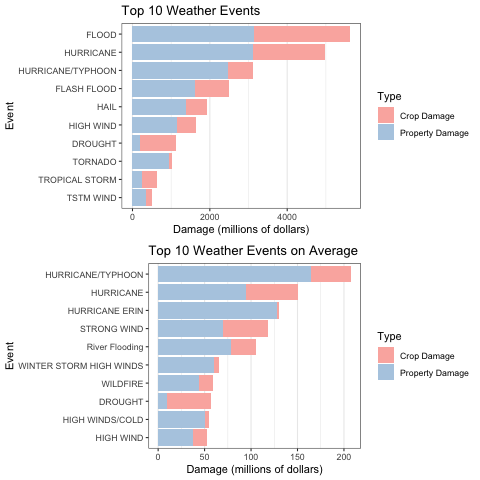 Top 10 Weather Events
Event
FLOOD
HURRICANE
HURRICANE/TYPHOON
FLASH FLOOD
HAIL
HIGH WIND
DROUGHT
TORNADO
TROPICAL STORM
TSTM WIND
0 2000 4000
Damage (millions of dollars)
Type
Crop Damage
Property Damage
Top 10 Weather Events on Average
Event
HURRICANE/TYPHOON
HURRICANE
HURRICANE ERIN
STRONG WIND
River Flooding
WINTER STORM HIGH WINDS
WILDFIRE
DROUGHT
HIGH WINDS/COLD
HIGH WIND
0 50 100 150 200
Damage (millions of dollars)
Type
Crop Damage
Property Damage